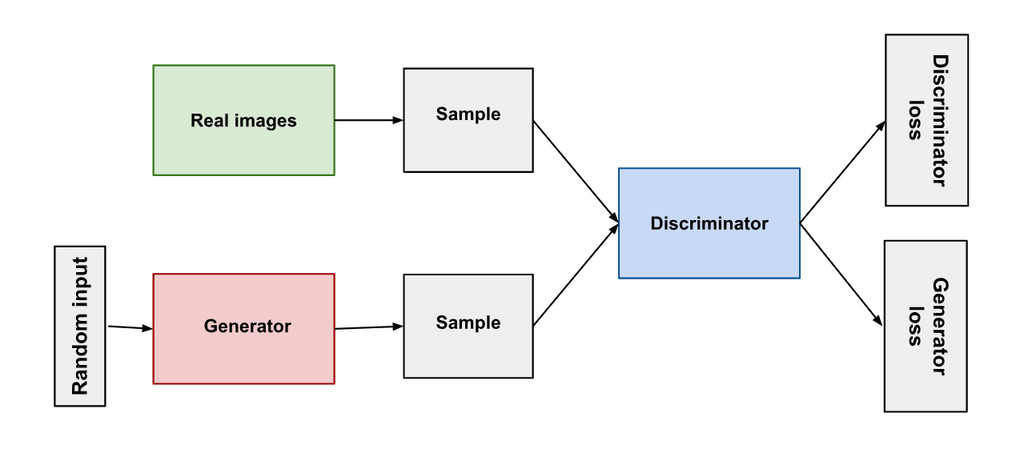 Real images
Sample
Discriminator
loss
Discriminator
Random input
Generator
Sample
Generator
loss